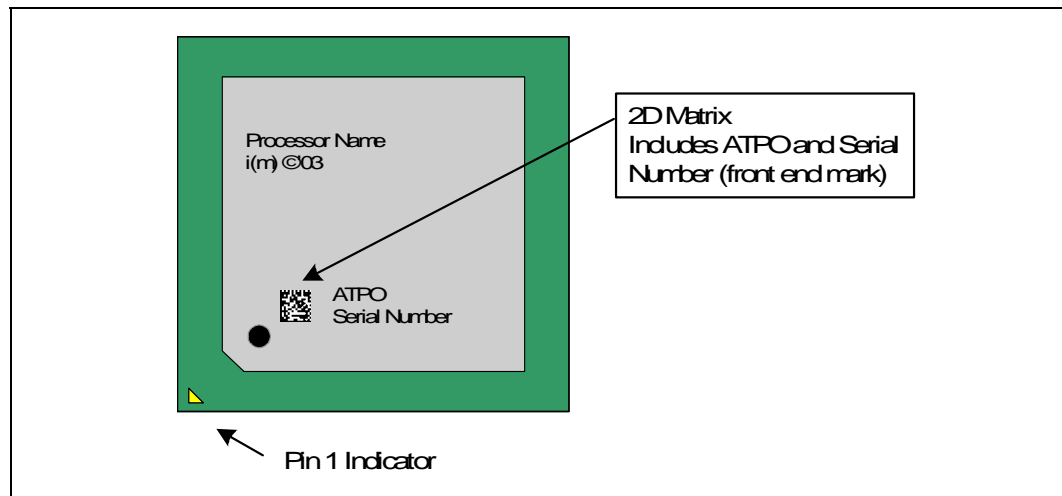 Processor Name
i(m) ©'03
2D Matrix
Includes ATPO and Serial
Number (front end mark)
ATPO
Serial Number
Pin 1 Indicator